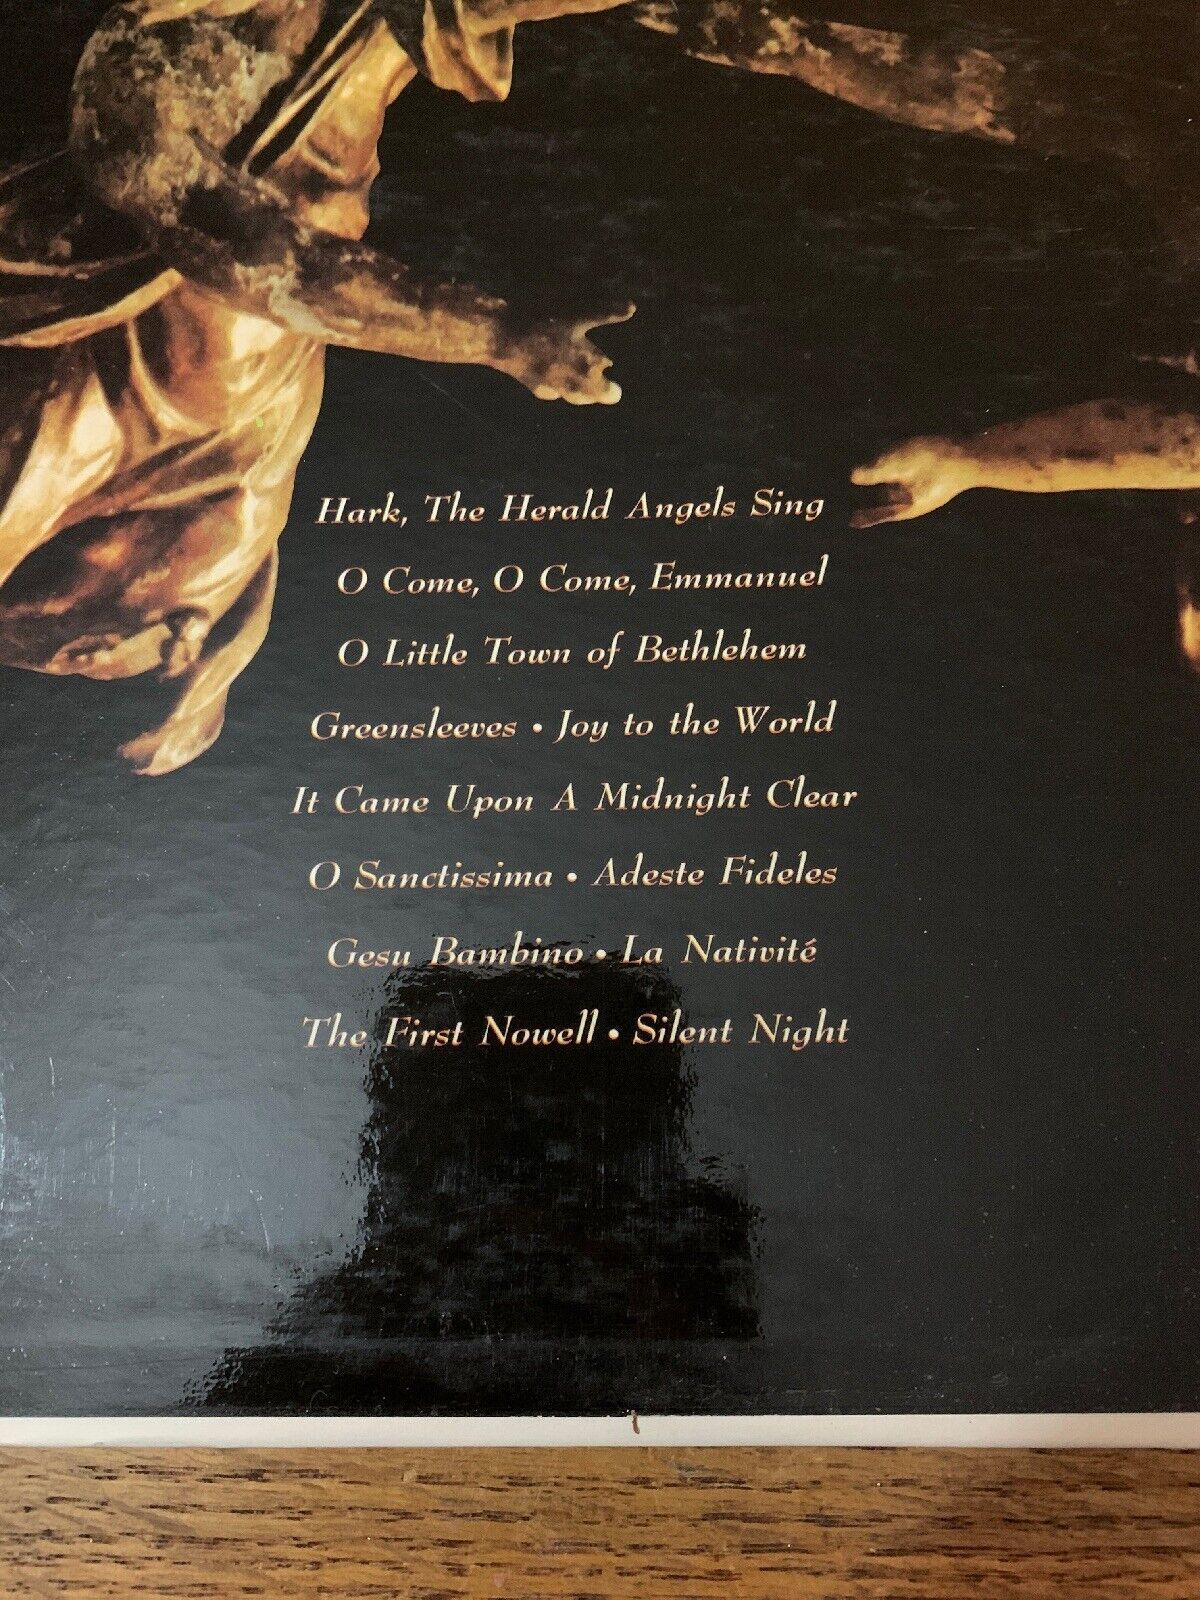 Hark, The Herald Angels Sing
O Come, O Come, Emmanuel
O Little Town of Bethlehem
Greensleeves • Joy to the World
It Came Upon A Midnight Clear
O Sanctissima • Adeste Fideles
Gesu Bambino • La Nativité
The First Nowell • Silent Night